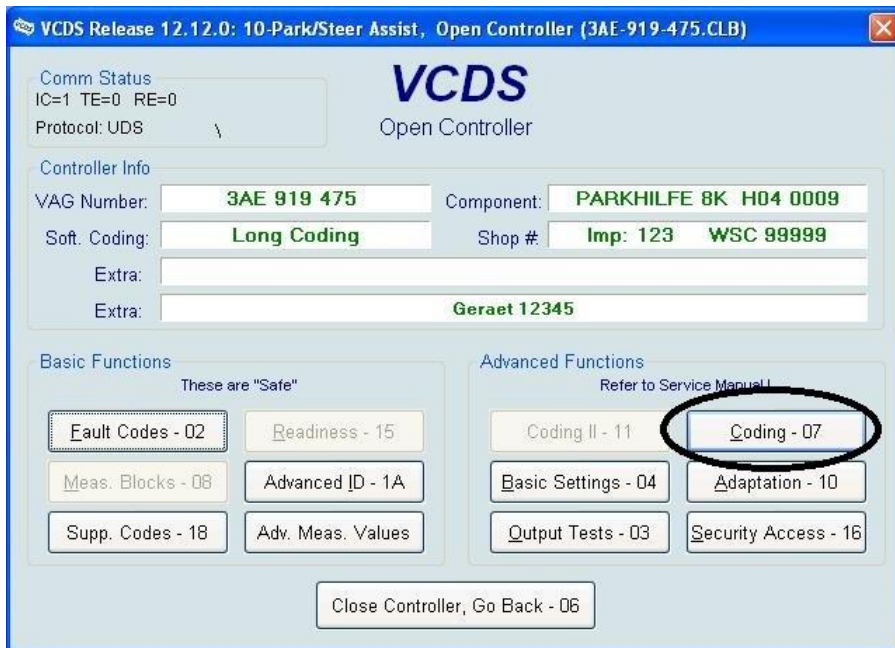 VCDS Release 12.12.0: 10-Park/Steer Assist, Open Controller (3AE-919-475.CLB)
Comm Status
IC=1 TE=0 RE=0
Protocol: UDS \
VCDS
Open Controller
Controller Info
VAG Number: 3AE 919 475 Component: PARKHILFE 8K H04 0009
Soft. Coding: Long Coding Shop #: Imp: 123 WSC 99999
Extra:
Extra: Geraet 12345
Basic Functions
These are "Safe"
Fault Codes - 02 Readiness - 15
Meas. Blocks - 08 Advanced ID - 1A
Supp. Codes - 18 Adv. Meas. Values
Advanced Functions
Refer to Service Manual !
Coding II - 11 Coding - 07
Basic Settings - 04 Adaptation - 10
Output Tests - 03 Security Access - 16
Close Controller, Go Back - 06